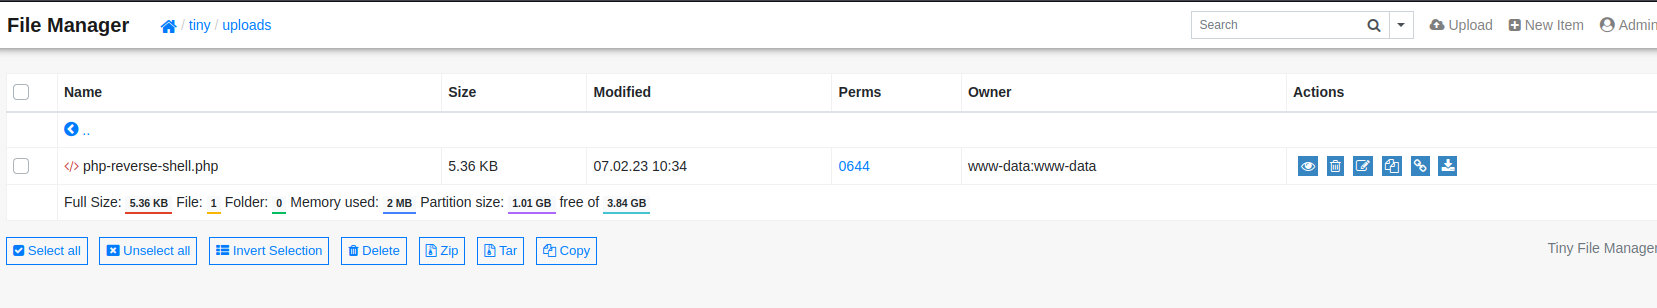 File Manager / tiny / uploads Search Upload New Item Admin
Name Size Modified Perms Owner Actions
..
</> php-reverse-shell.php 5.36 KB 07.02.23 10:34 0644 www-data:www-data
Full Size: 5.36 KB File: 1 Folder: 0 Memory used: 2 MB Partition size: 1.01 GB free of 3.84 GB
Select all Unselect all Invert Selection Delete Zip Tar Copy Tiny File Manager